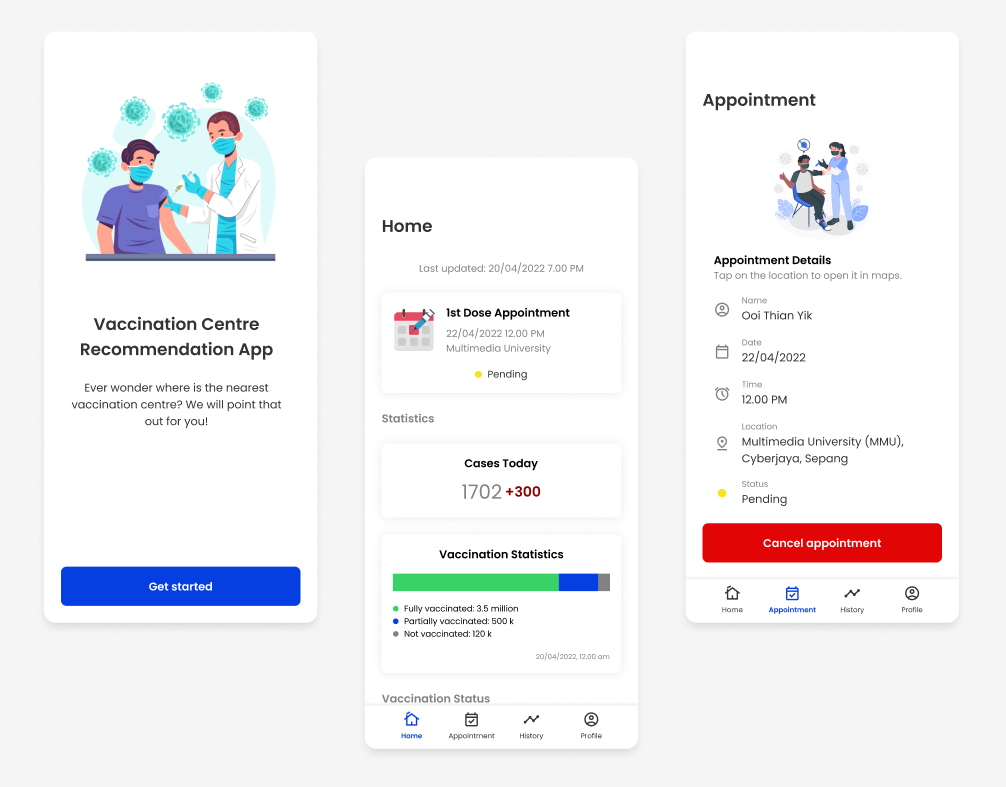 Vaccination Centre
Recommendation App
Ever wonder where is the nearest
vaccination centre? We will point that
out for you!
Get started
Home
Last updated: 20/04/2022 7.00 PM
1st Dose Appointment
22/04/2022 12.00 PM
Multimedia University
Pending
Statistics
Cases Today
1702 +300
Vaccination Statistics
Fully vaccinated: 3.5 million
Partially vaccinated: 500 k
Not vaccinated: 120 k
20/04/2022, 12.00 am
Vaccination Status
Home Appointment History Profile
Appointment
Appointment Details
Tap on the location to open it in maps.
Name
Ooi Thian Yik
Date
22/04/2022
Time
12.00 PM
Location
Multimedia University (MMU),
Cyberjaya, Sepang
Status
Pending
Cancel appointment
Home Appointment History Profile